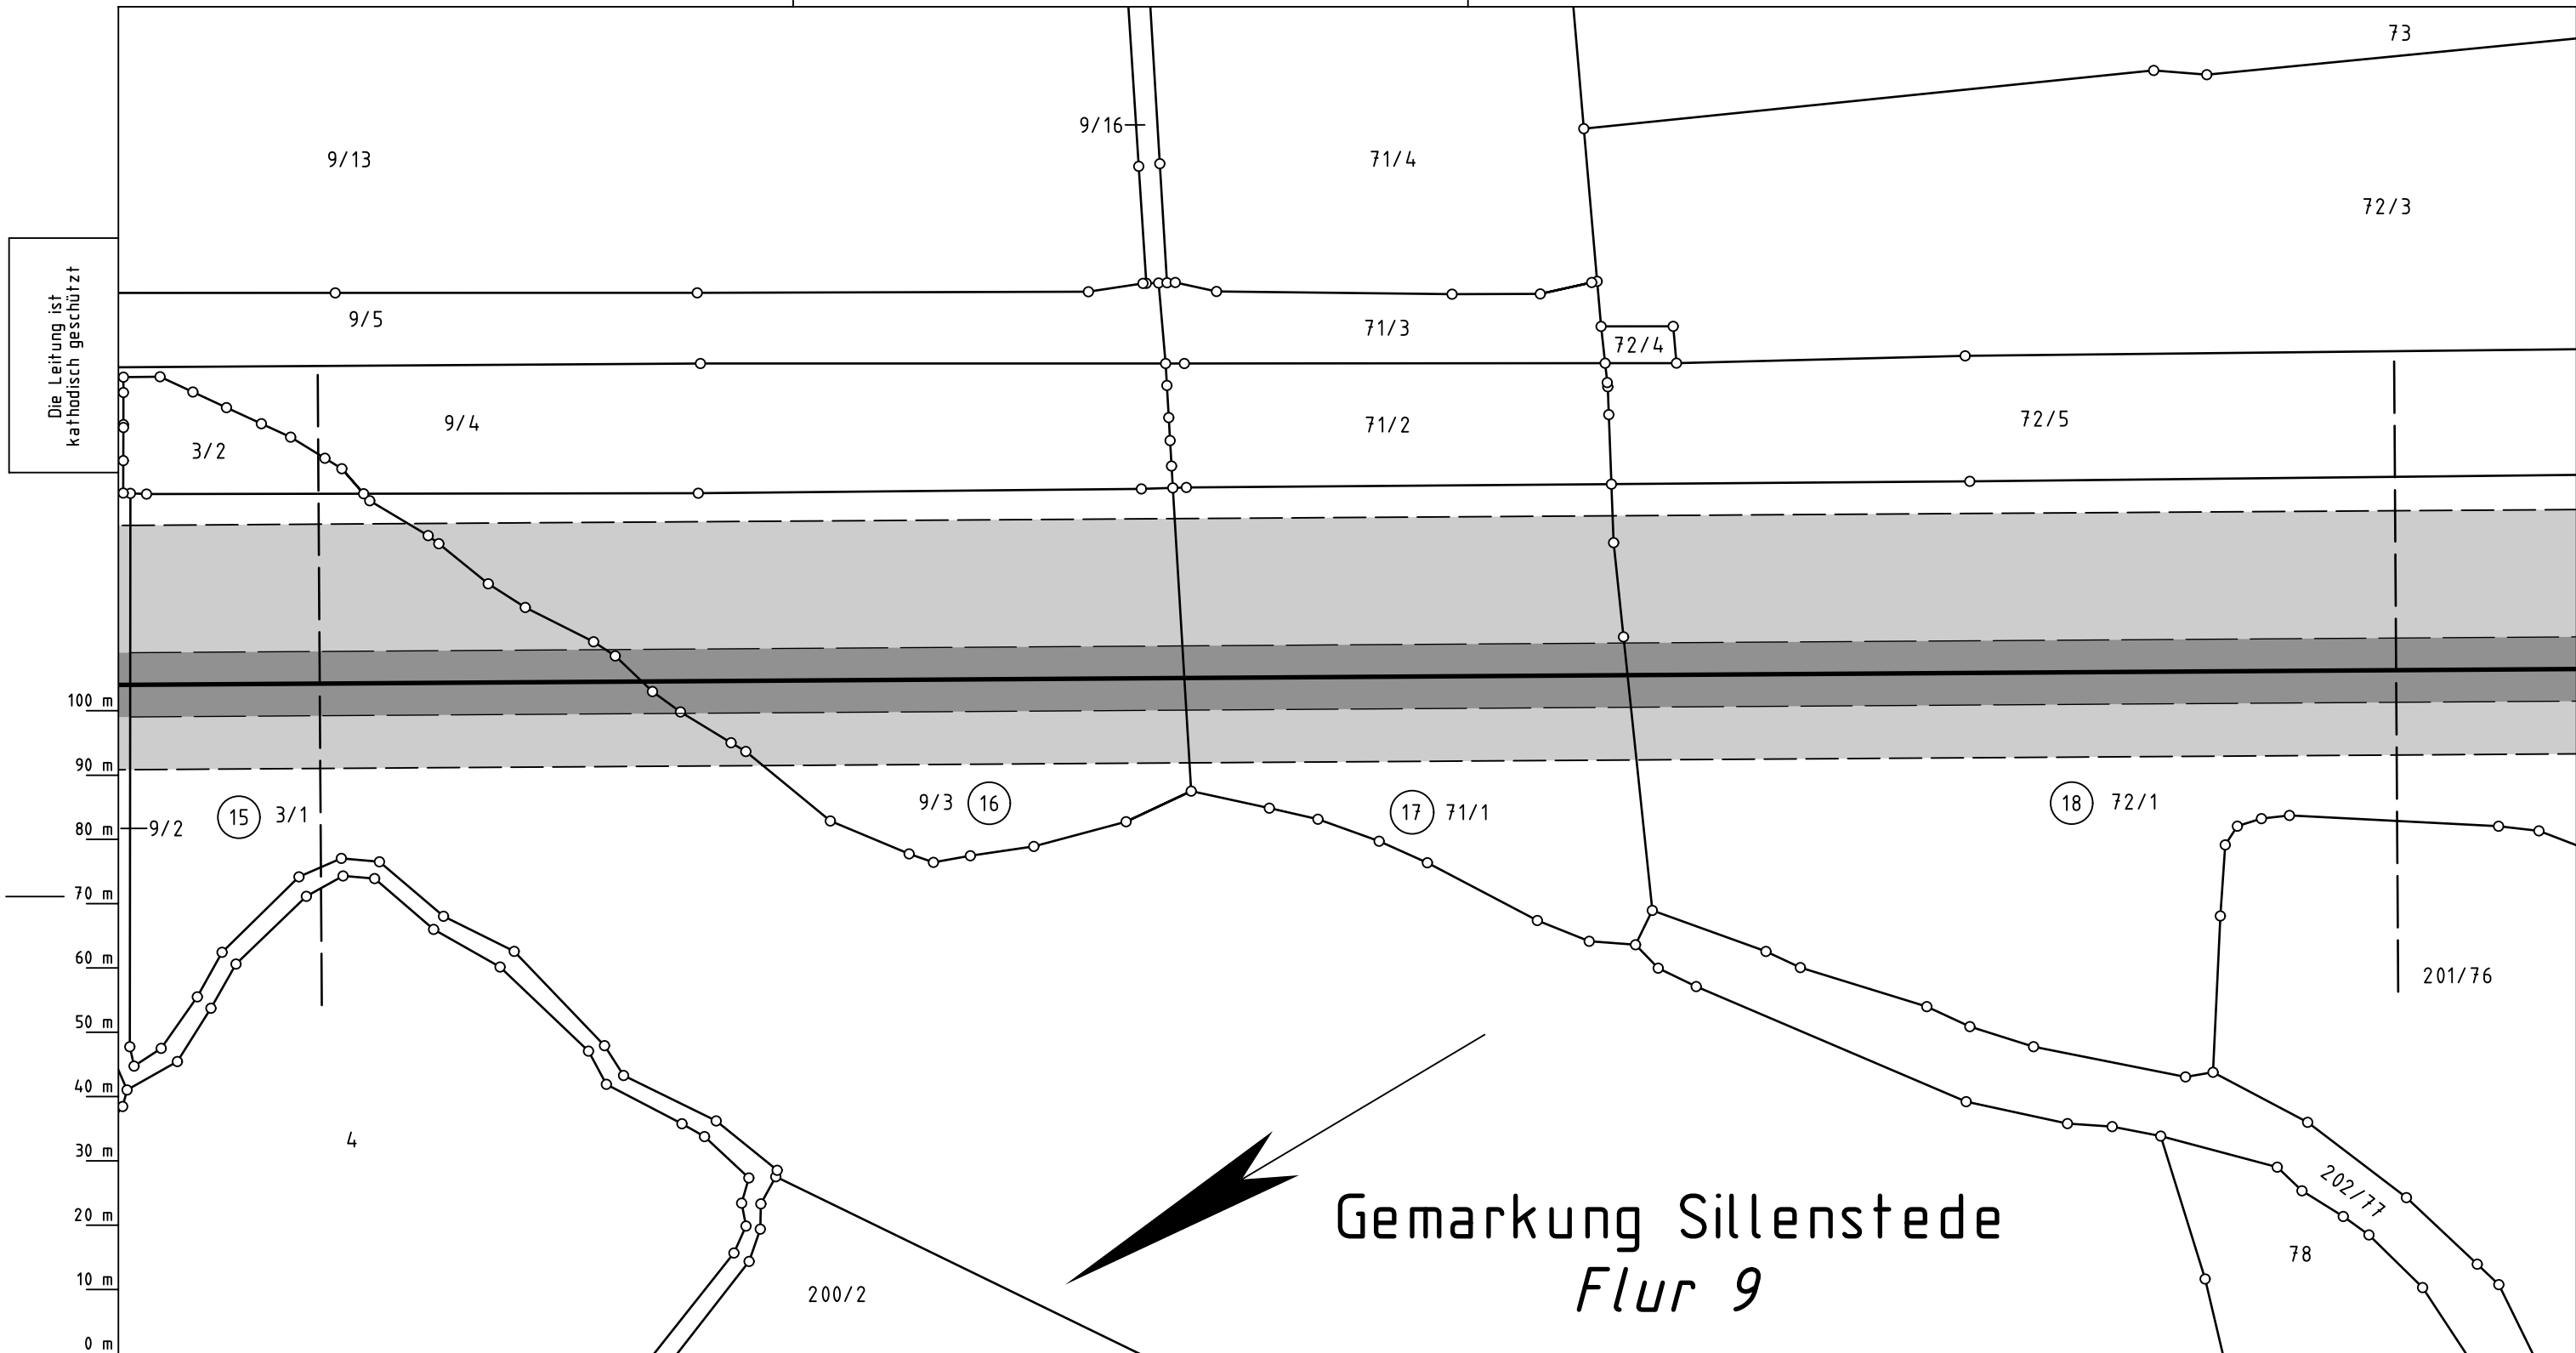 73
9/16
9/13
71/4
72/3
Die Leitung ist
kathodisch geschützt
9/5
71/3
72/4
9/4
71/2
72/5
3/2
100 m
90 m
80 m
70 m
60 m
50 m
40 m
30 m
20 m
10 m
0 m
9/2
15 3/1
9/3 16
17 71/1
18 72/1
201/76
4
202/77
78
200/2
Gemarkung Sillenstede
Flur 9